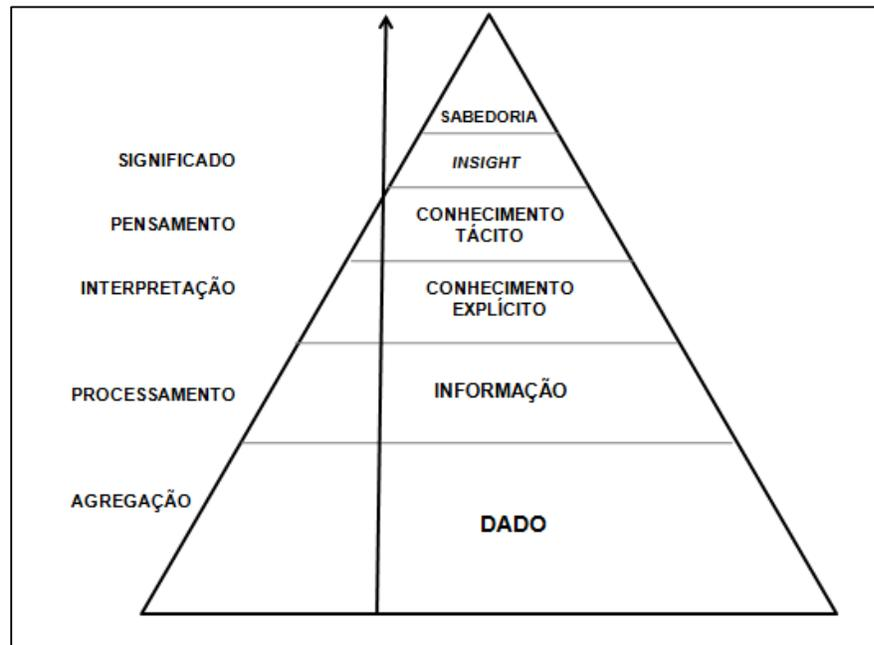 SABEDORIA
SIGNIFICADO
INSIGHT
PENSAMENTO
CONHECIMENTO
TÁCITO
INTERPRETAÇÃO
CONHECIMENTO
EXPLÍCITO
PROCESSAMENTO
INFORMAÇÃO
AGREGAÇÃO
DADO